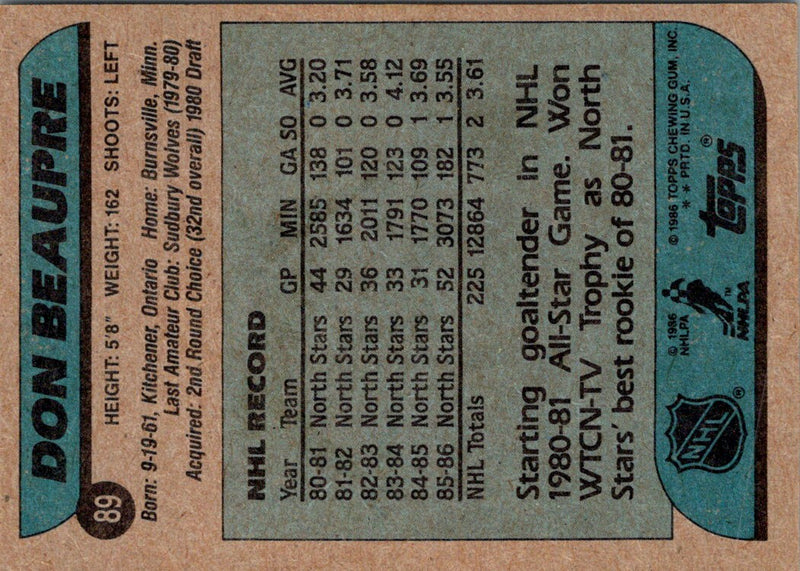 89
DON BEAUPRE
HEIGHT: 5'8" WEIGHT: 162 SHOOTS: LEFT
Born: 9-19-61, Kitchener, Ontario Home: Burnsville, Minn.
Last Amateur Club: Sudbury Wolves (1979-80)
Acquired: 2nd Round Choice (32nd overall) 1980 Draft
NHL RECORD
Year Team GP MIN GA SO AVG
80-81 North Stars 44 2585 138 0 3.20
81-82 North Stars 29 1634 101 0 3.71
82-83 North Stars 36 2011 120 0 3.58
83-84 North Stars 33 1791 123 0 4.12
84-85 North Stars 31 1770 109 1 3.69
85-86 North Stars 52 3073 182 1 3.55
NHL Totals 225 12864 773 2 3.61
Starting goaltender in NHL
1980-81 All-Star Game. Won
WTCN-TV Trophy as North
Stars' best rookie of 80-81.
NHL ®
© 1986
NHLPA
NHLPA ™
© 1986 TOPPS CHEWING GUM, INC.
* * PRTD. IN U.S.A.
TOPPS ®